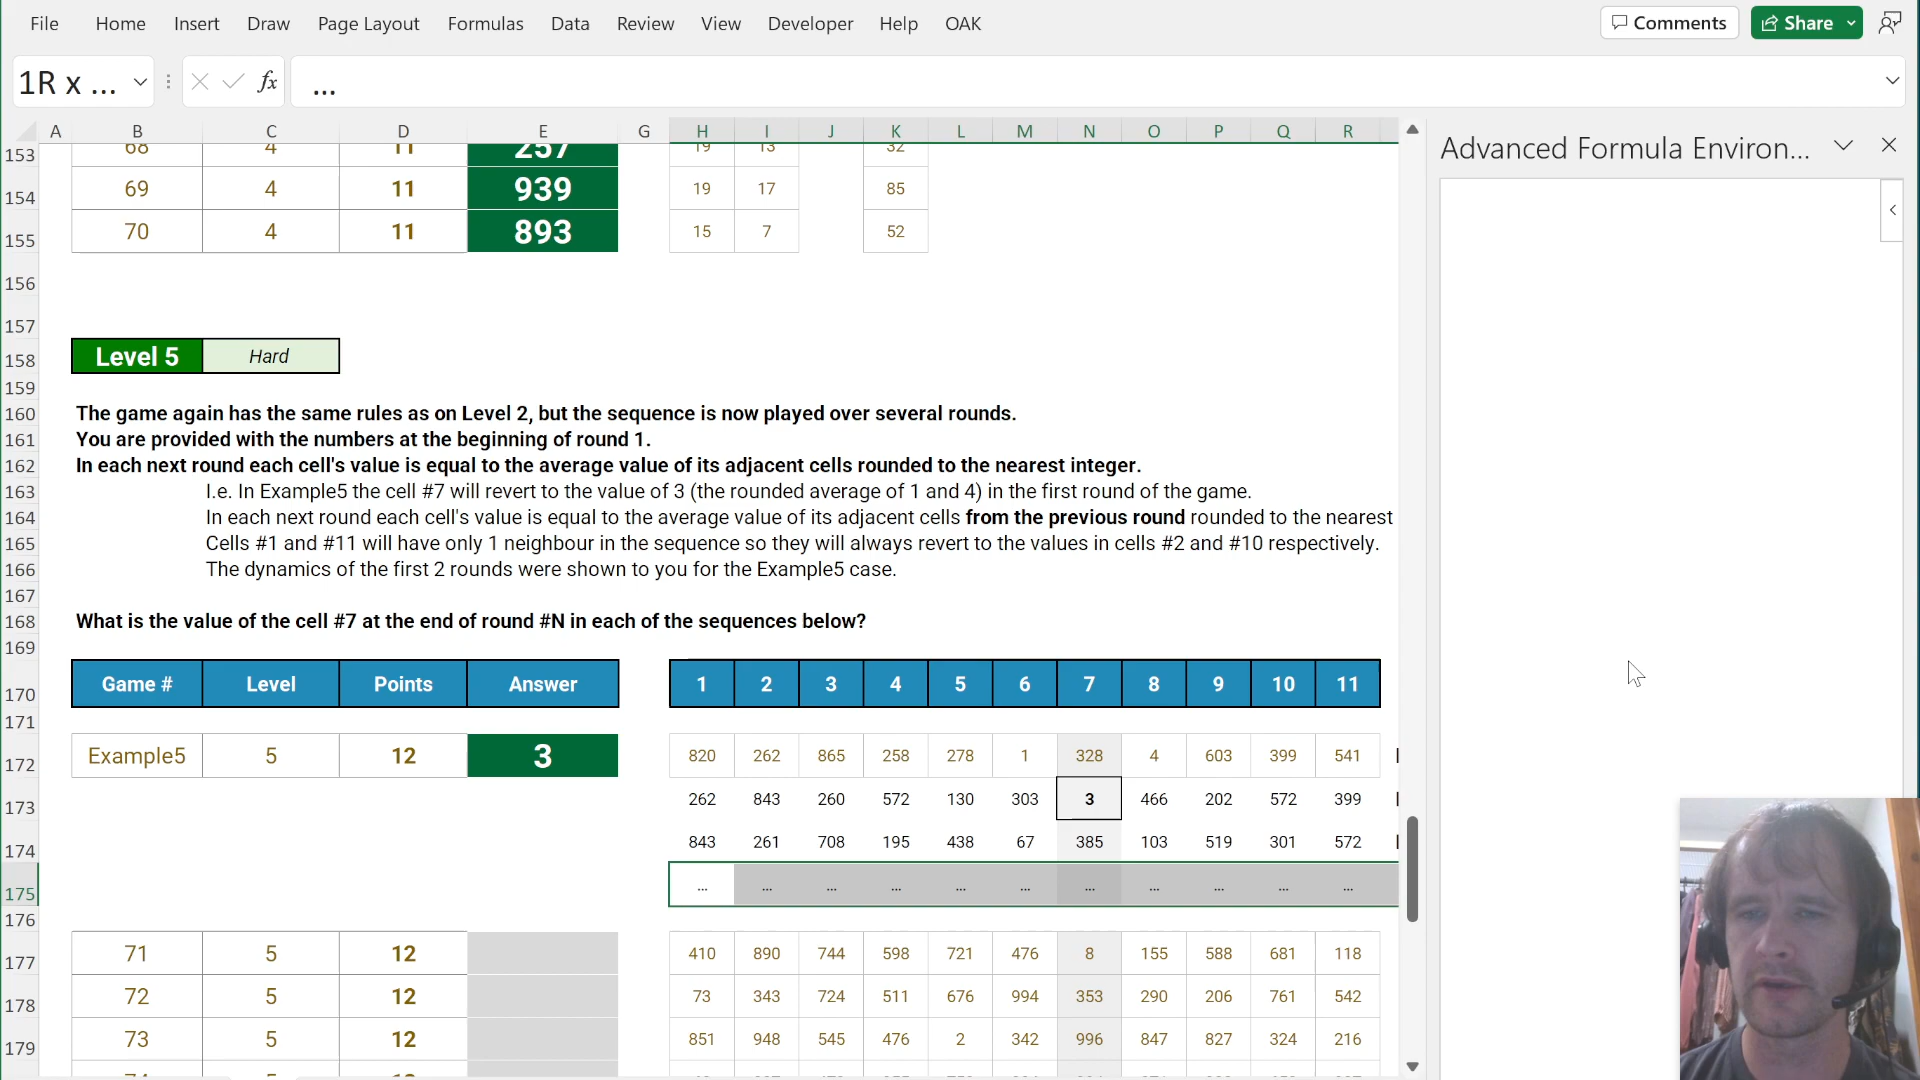 File Home Insert Draw Page Layout Formulas Data Review View Developer Help OAK Comments Share
1R x ... fx ...
A B C D E G H I J K L M N O P Q R
Advanced Formula Environ...
153 68 4 11 257 19 13 32
154 69 4 11 939 19 17 85
155 70 4 11 893 15 7 52
156
157
158 Level 5 Hard
159
160 The game again has the same rules as on Level 2, but the sequence is now played over several rounds.
161 You are provided with the numbers at the beginning of round 1.
162 In each next round each cell's value is equal to the average value of its adjacent cells rounded to the nearest integer.
163 I.e. In Example5 the cell #7 will revert to the value of 3 (the rounded average of 1 and 4) in the first round of the game.
164 In each next round each cell's value is equal to the average value of its adjacent cells from the previous round rounded to the nearest
165 Cells #1 and #11 will have only 1 neighbour in the sequence so they will always revert to the values in cells #2 and #10 respectively.
166 The dynamics of the first 2 rounds were shown to you for the Example5 case.
167
168 What is the value of the cell #7 at the end of round #N in each of the sequences below?
169
170 Game # Level Points Answer 1 2 3 4 5 6 7 8 9 10 11
171
172 Example5 5 12 3 820 262 865 258 278 1 328 4 603 399 541
173 262 843 260 572 130 303 3 466 202 572 399
174 843 261 708 195 438 67 385 103 519 301 572
175 ... ... ... ... ... ... ... ... ... ... ...
176
177 71 5 12 410 890 744 598 721 476 8 155 588 681 118
178 72 5 12 73 343 724 511 676 994 353 290 206 761 542
179 73 5 12 851 948 545 476 2 342 996 847 827 324 216